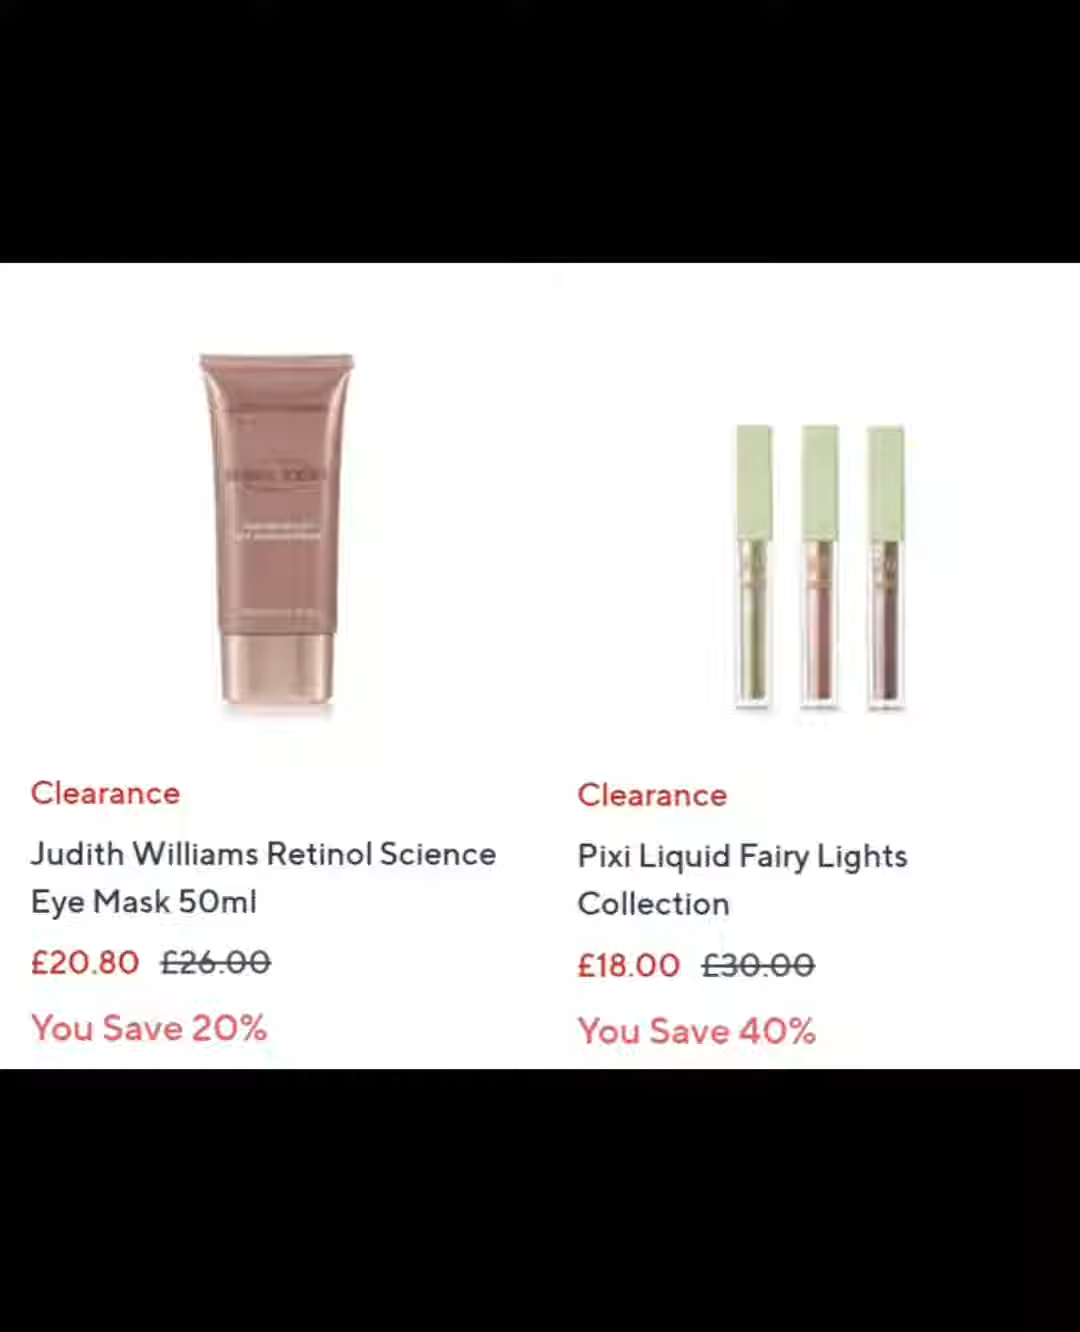 Clearance
Judith Williams Retinol Science
Eye Mask 50ml
£20.80 £26.00
You Save 20%
Clearance
Pixi Liquid Fairy Lights
Collection
£18.00 £30.00
You Save 40%